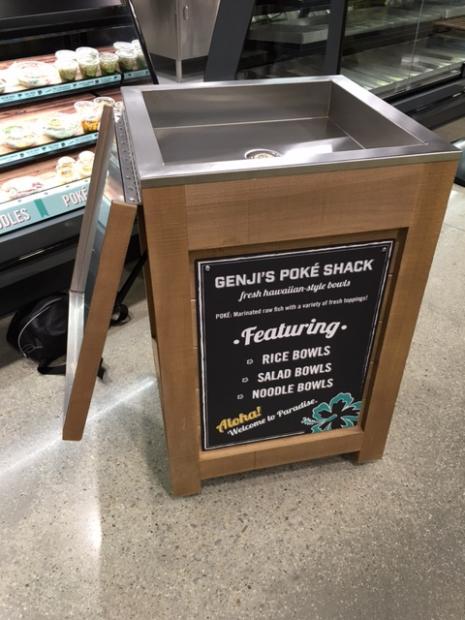 DLES
POKÉ
GENJI'S POKÉ SHACK
fresh hawaiian-style bowls
POKÉ: Marinated raw fish with a variety of fresh toppings!
•Featuring•
RICE BOWLS
SALAD BOWLS
NOODLE BOWLS
Aloha!
Welcome to Paradise.